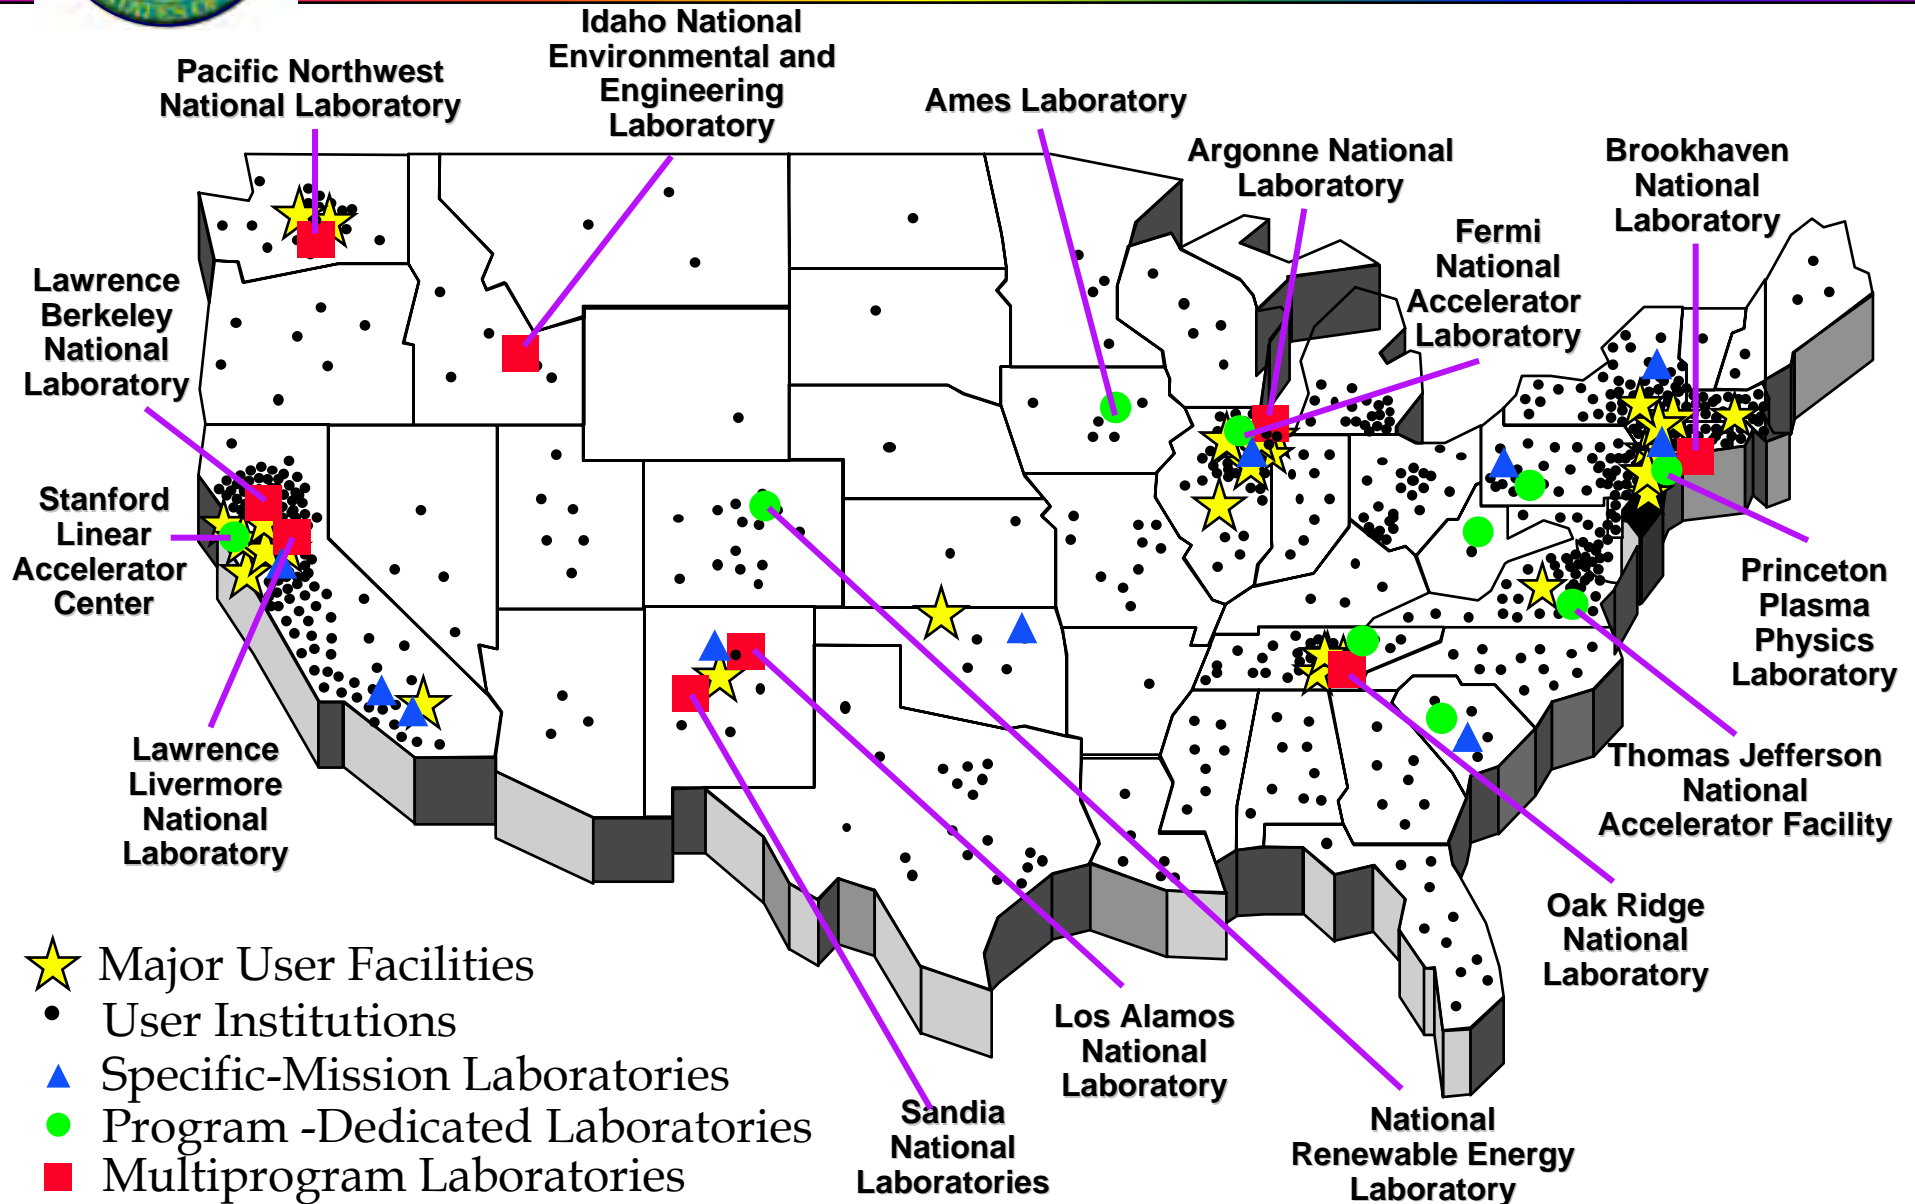 STATES OF
Idaho National
Environmental and
Engineering
Laboratory
Pacific Northwest
National Laboratory
Ames Laboratory
Argonne National
Laboratory
Brookhaven
National
Laboratory
Fermi
National
Accelerator
Laboratory
Lawrence
Berkeley
National
Laboratory
Stanford
Linear
Accelerator
Center
Princeton
Plasma
Physics
Laboratory
Lawrence
Livermore
National
Laboratory
Thomas Jefferson
National
Accelerator Facility
Oak Ridge
National
Laboratory
Los Alamos
National
Laboratory
Sandia
National
Laboratories
National
Renewable Energy
Laboratory
Major User Facilities
User Institutions
Specific-Mission Laboratories
Program -Dedicated Laboratories
Multiprogram Laboratories